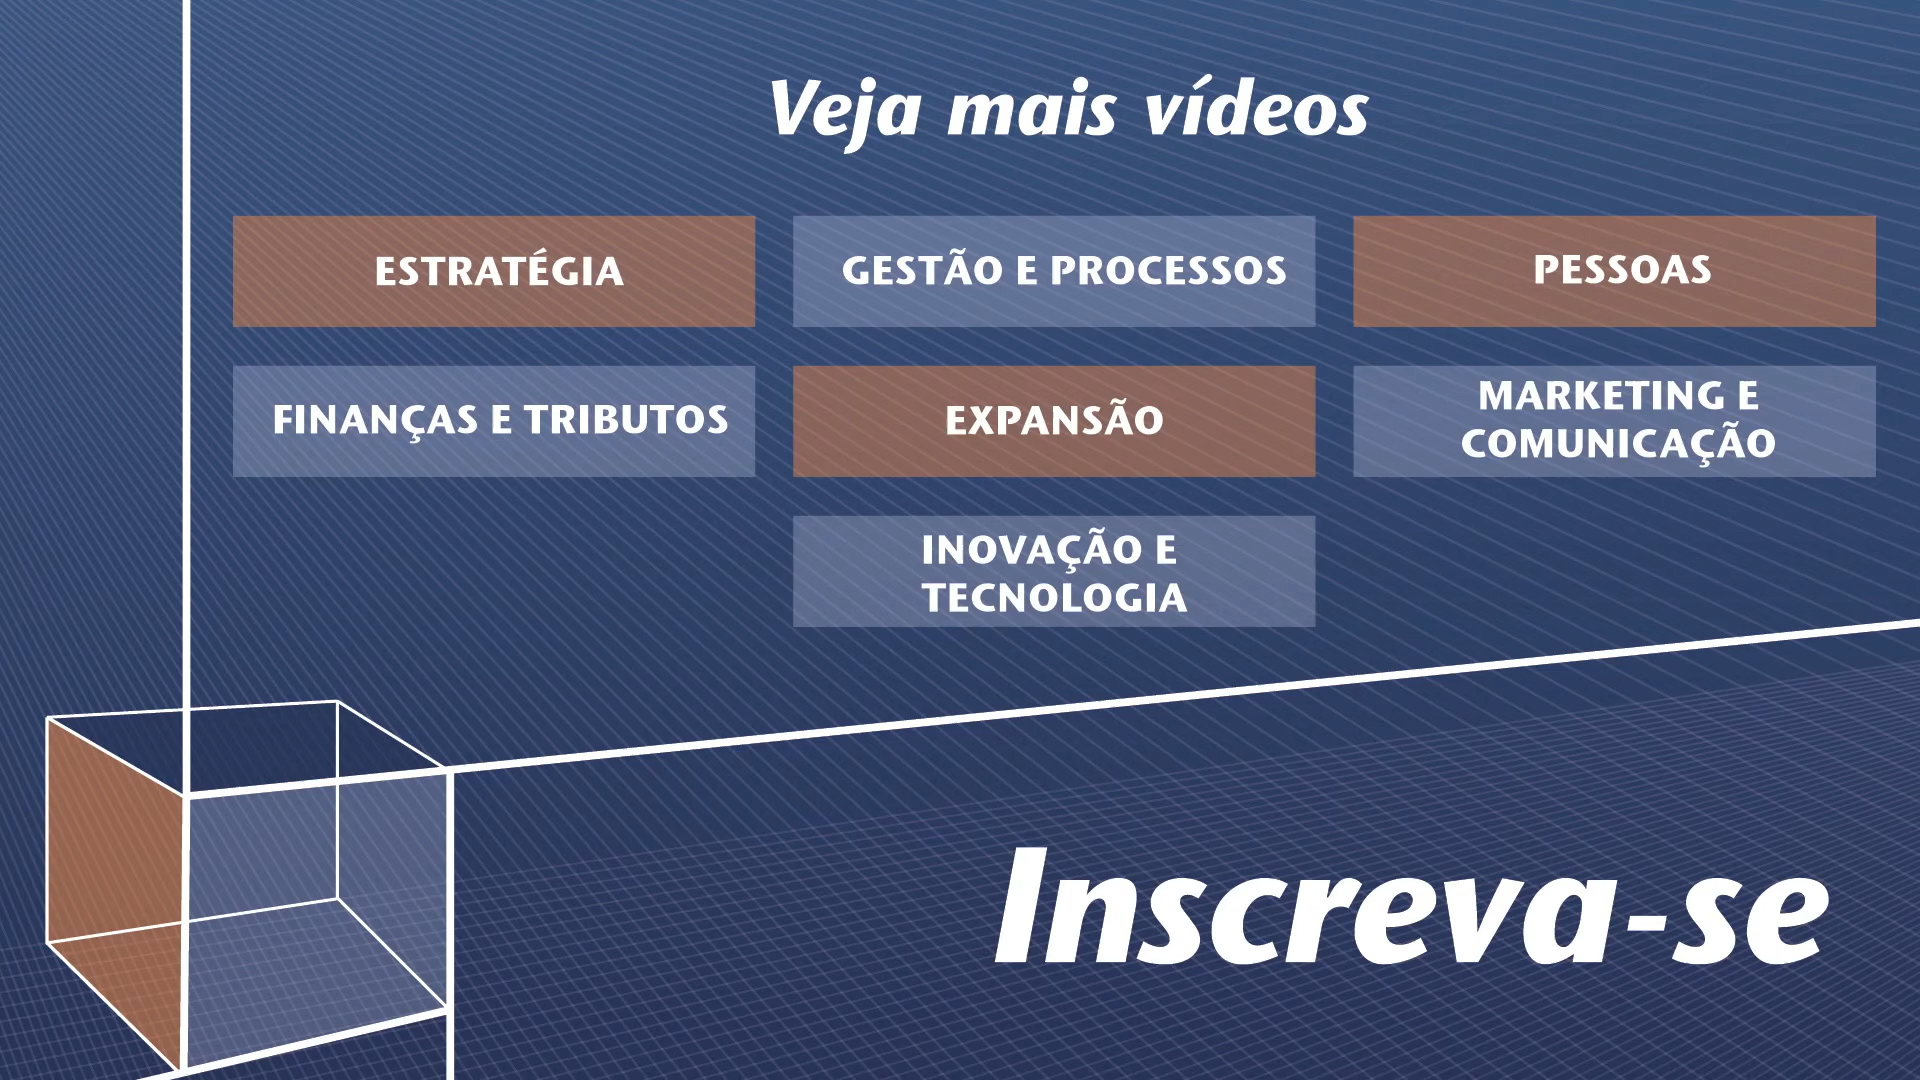 Veja mais vídeos
ESTRATÉGIA
GESTÃO E PROCESSOS
PESSOAS
FINANÇAS E TRIBUTOS
EXPANSÃO
MARKETING E
COMUNICAÇÃO
INOVAÇÃO E
TECNOLOGIA
Inscreva-se